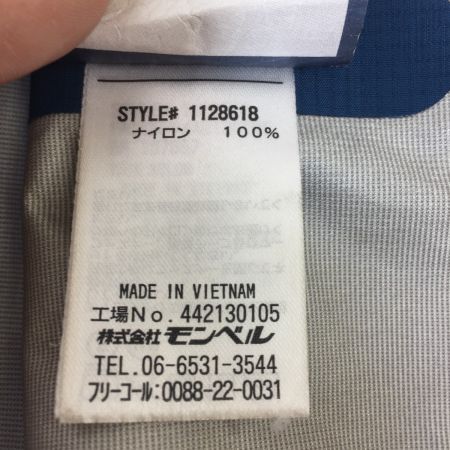 STYLE# 1128618
ナイロン 100%
MADE IN VIETNAM
工場No.442130105
株式会社 モンベル
TEL.06-6531-3544
フリーコール:0088-22-0031